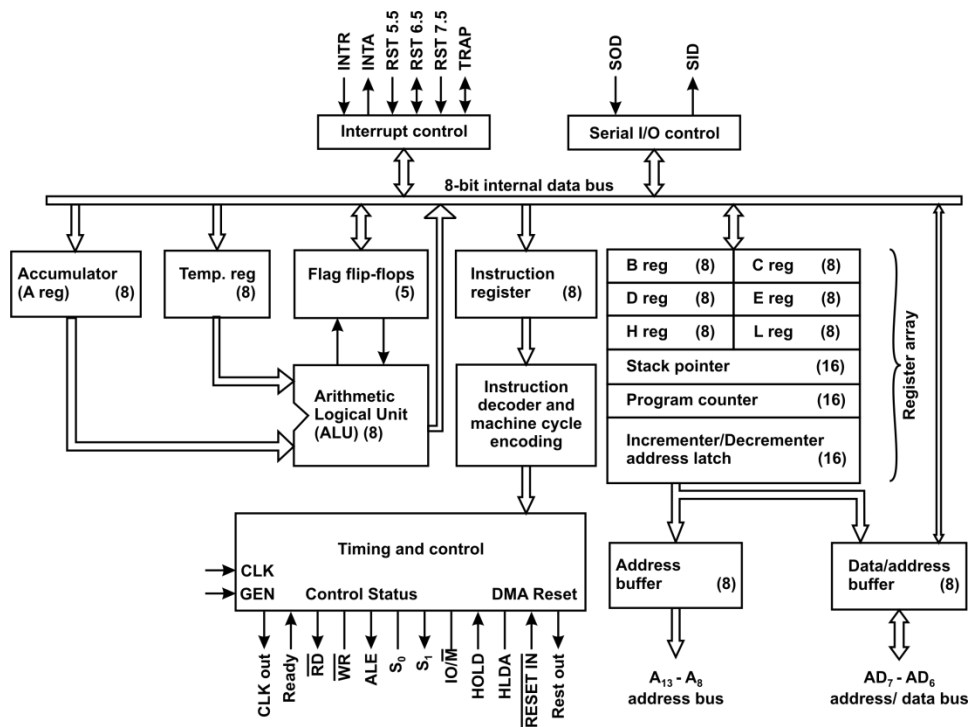 INTR
INTA
RST 5.5
RST 6.5
RST 7.5
TRAP
SOD
SID
Interrupt control
Serial I/O control
8-bit internal data bus
Accumulator
(A reg) (8)
Temp. reg
(8)
Flag flip-flops
(5)
Instruction
register (8)
B reg (8)
C reg (8)
D reg (8)
E reg (8)
H reg (8)
L reg (8)
Stack pointer (16)
Program counter (16)
Incrementer/Decrementer
address latch (16)
Register array
Arithmetic
Logical Unit
(ALU) (8)
Instruction
decoder and
machine cycle
encoding
Timing and control
CLK
GEN
Control Status
DMA Reset
Address
buffer (8)
Data/address
buffer (8)
CLK out
Ready
R̅D̅
W̅R̅
ALE
S₀
S₁
IO/M̅
HOLD
HLDA
R̅E̅S̅E̅T̅ I̅N̅
Rest out
A₁₃ - A₈
address bus
AD₇ - AD₆
address/ data bus